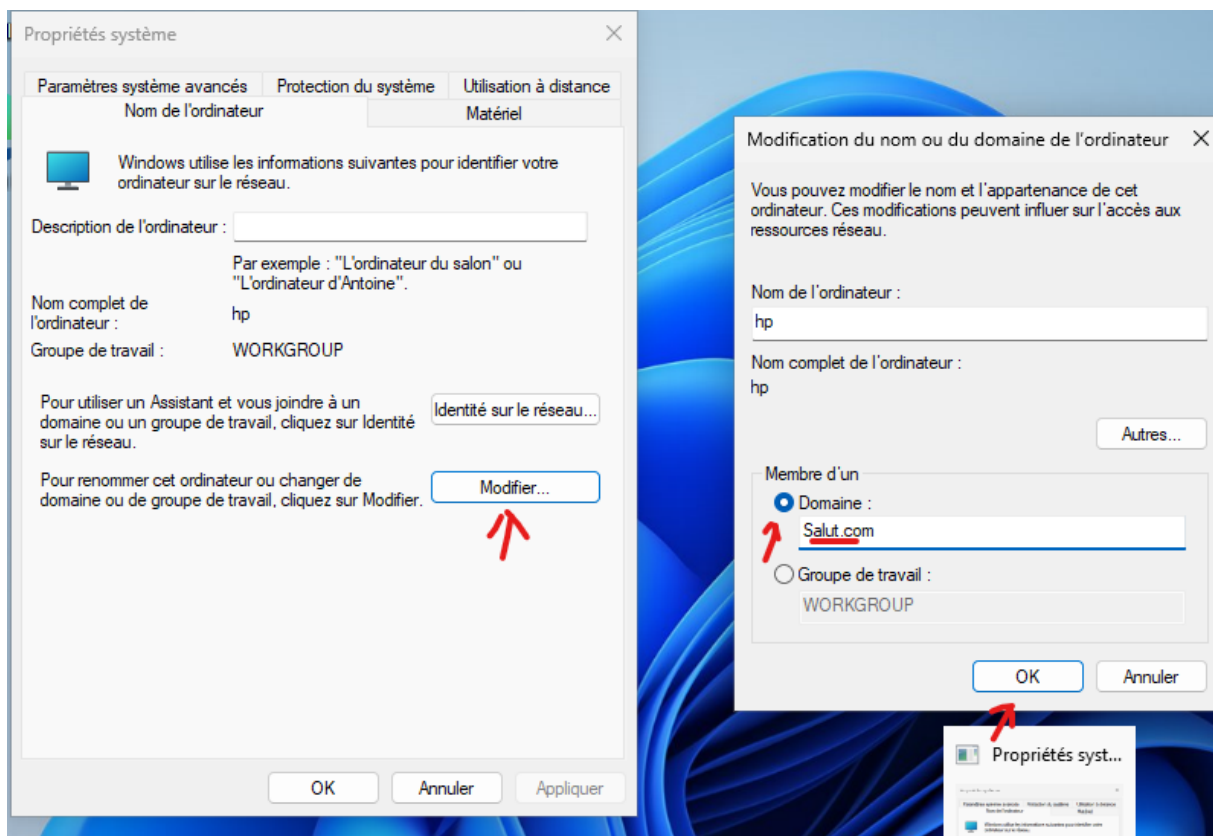 Propriétés système
Paramètres système avancés
Protection du système
Utilisation à distance
Nom de l'ordinateur
Matériel
Windows utilise les informations suivantes pour identifier votre
ordinateur sur le réseau.
Description de l'ordinateur :
Par exemple : "L'ordinateur du salon" ou
"L'ordinateur d'Antoine".
Nom complet de
l'ordinateur :
hp
Groupe de travail :
WORKGROUP
Pour utiliser un Assistant et vous joindre à un
domaine ou un groupe de travail, cliquez sur Identité
sur le réseau.
Identité sur le réseau...
Pour renommer cet ordinateur ou changer de
domaine ou de groupe de travail, cliquez sur Modifier.
Modifier...
OK
Annuler
Appliquer
Modification du nom ou du domaine de l'ordinateur
Vous pouvez modifier le nom et l'appartenance de cet
ordinateur. Ces modifications peuvent influer sur l'accès aux
ressources réseau.
Nom de l'ordinateur :
hp
Nom complet de l'ordinateur :
hp
Autres...
Membre d'un
Domaine :
Salut.com
Groupe de travail :
WORKGROUP
OK
Annuler
Propriétés syst...